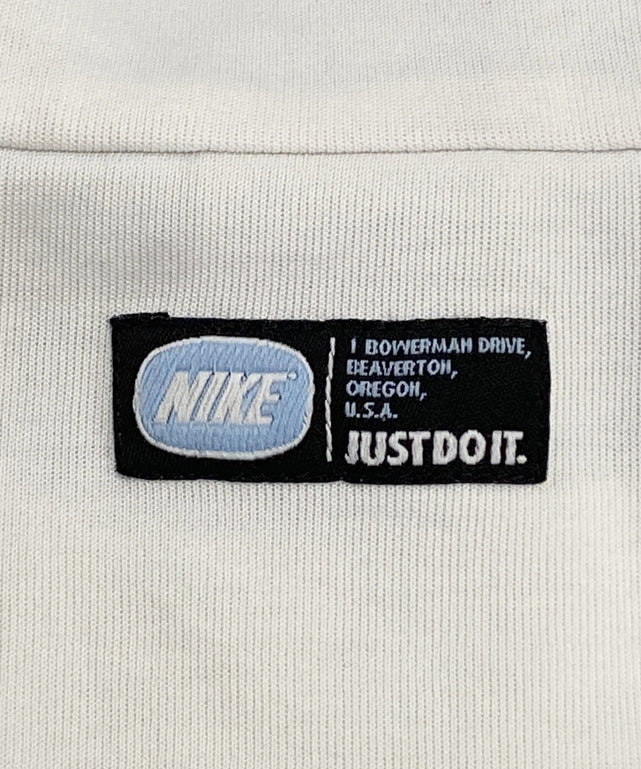 NIKE
1 BOWERMAN DRIVE,
BEAVERTON,
OREGON,
U.S.A.
JUST DO IT.